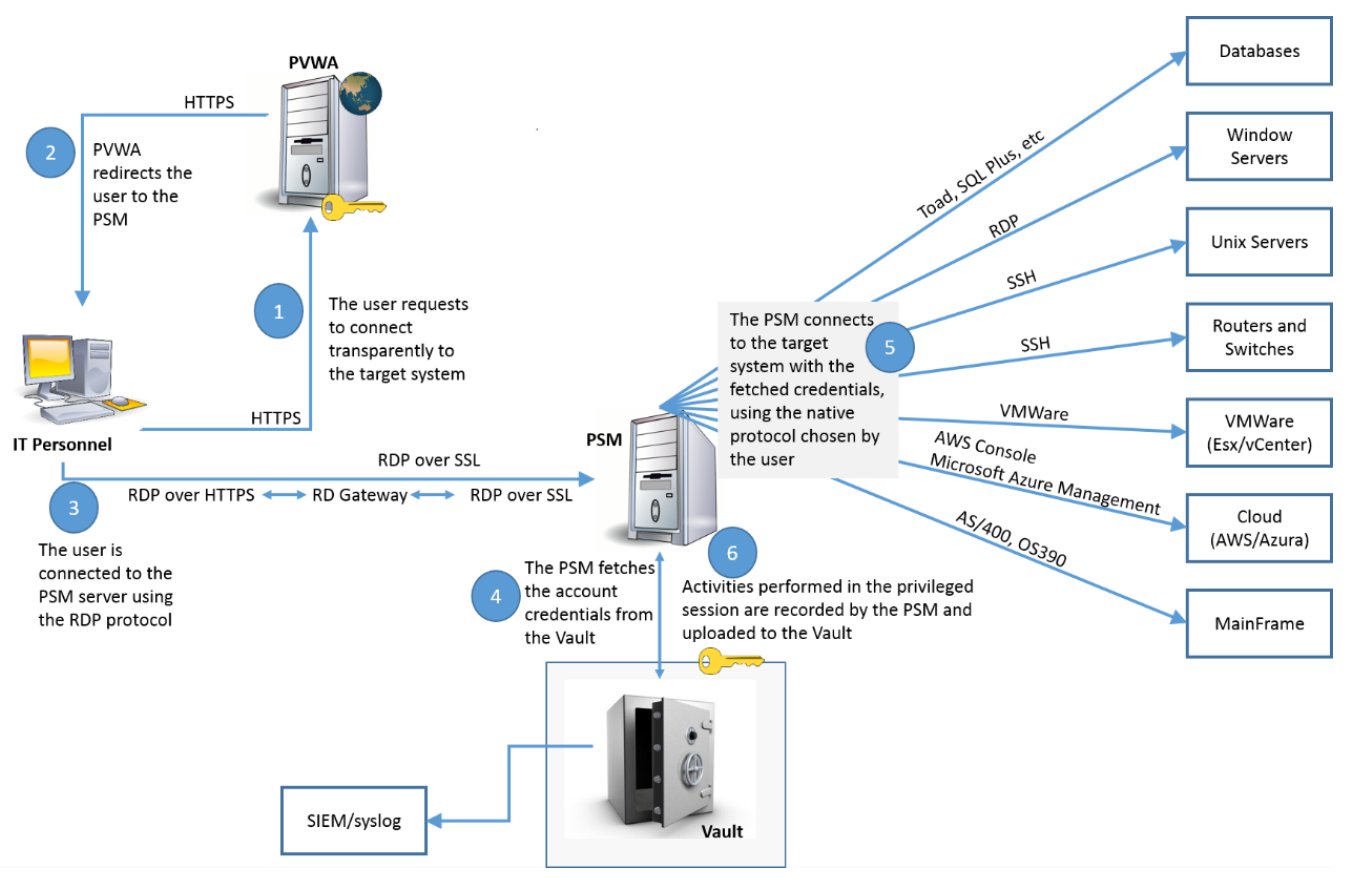 PVWA
HTTPS
2
PVWA
redirects the
user to the
PSM
1
The user requests
to connect
transparently to
the target system
HTTPS
IT Personnel
RDP over SSL
RDP over HTTPS
RD Gateway
RDP over SSL
3
The user is
connected to the
PSM server using
the RDP protocol
PSM
4
The PSM fetches
the account
credentials from
the Vault
5
The PSM connects
to the target
system with the
fetched credentials,
using the native
protocol chosen by
the user
6
Activities performed in the privileged
session are recorded by the PSM and
uploaded to the Vault
Toad, SQL Plus, etc
Databases
RDP
Window
Servers
SSH
Unix Servers
SSH
Routers and
Switches
VMWare
VMWare
(Esx/vCenter)
AWS Console
Microsoft Azure Management
Cloud
(AWS/Azura)
AS/400, OS390
MainFrame
Vault
SIEM/syslog